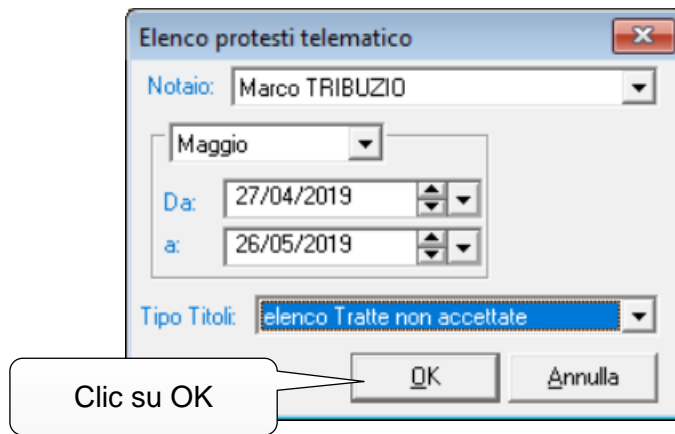 Elenco protesti telematico
Notaio: Marco TRIBUZIO
Maggio
Da: 27/04/2019
a: 26/05/2019
Tipo Titoli: elenco Tratte non accettate
OK Annulla
Clic su OK